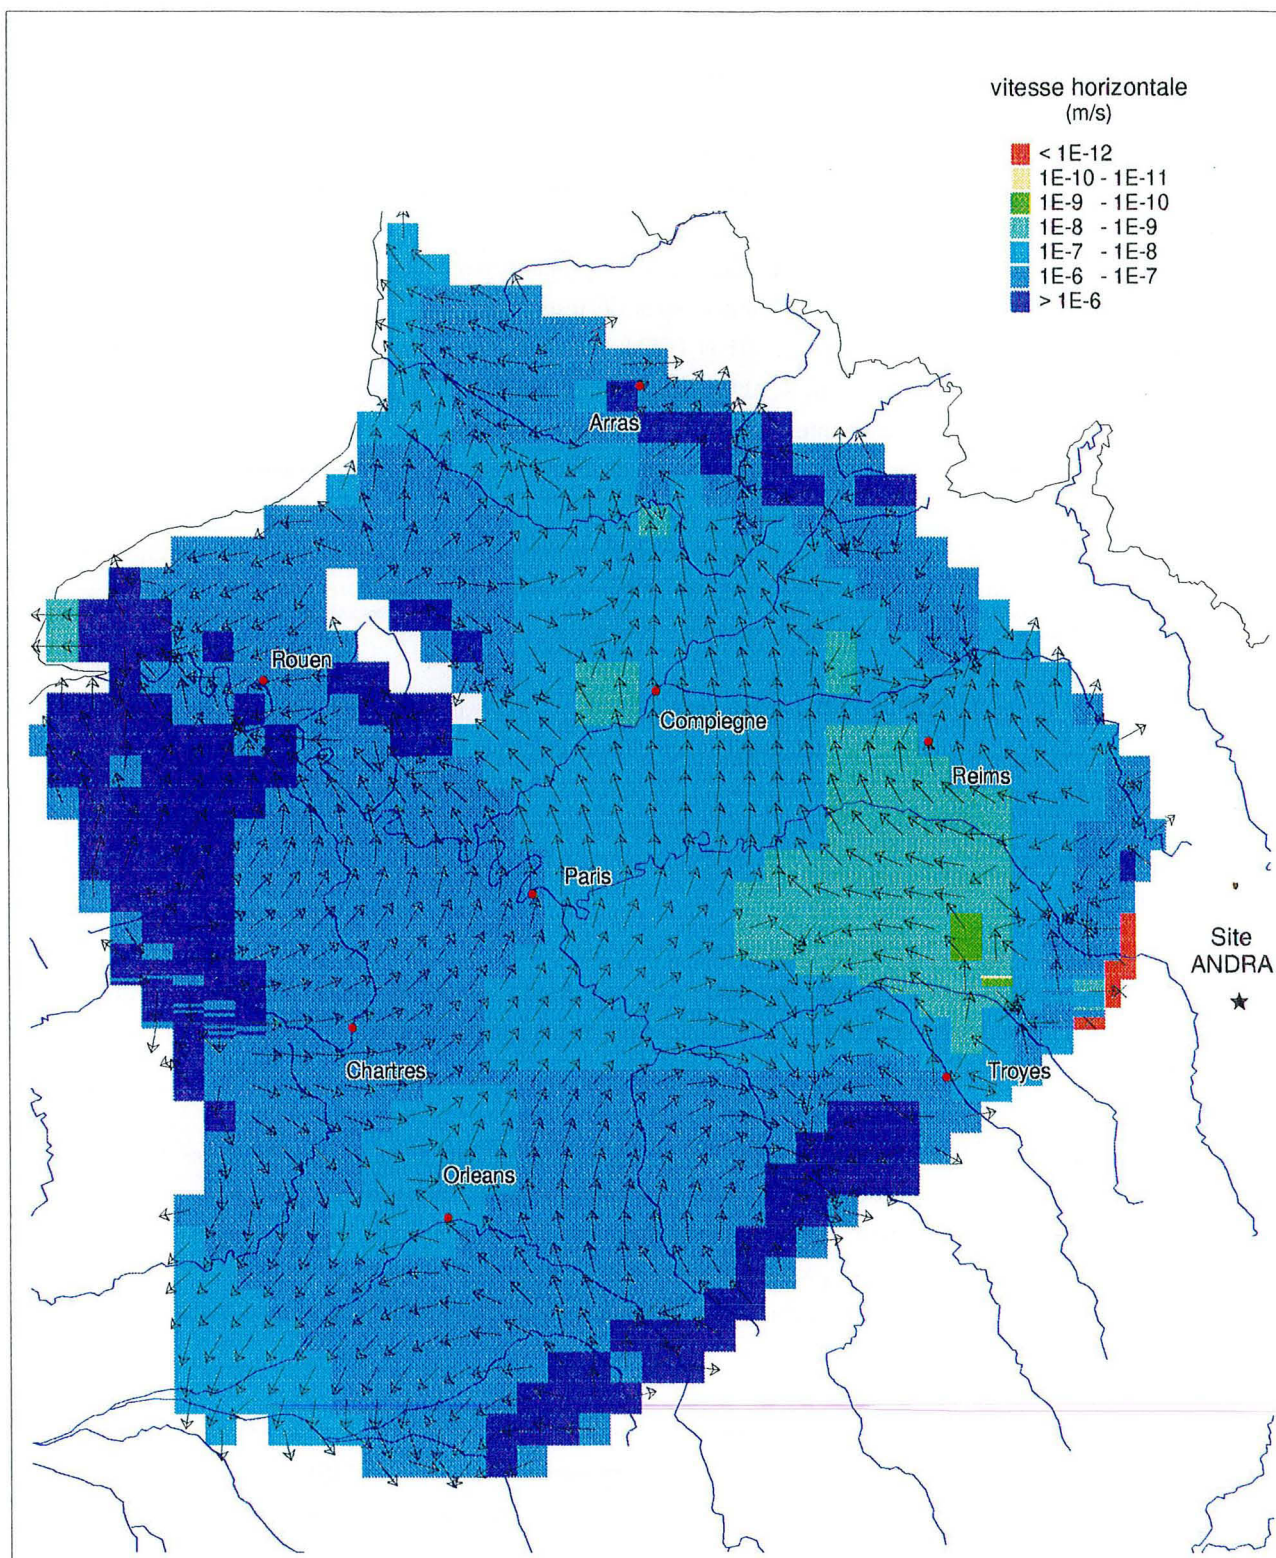 vitesse horizontale
(m/s)
< 1E-12
1E-10 - 1E-11
1E-9 - 1E-10
1E-8 - 1E-9
1E-7 - 1E-8
1E-6 - 1E-7
> 1E-6
Arras
Rouen
Compiegne
Reims
Paris
Site
ANDRA
Chartres
Troyes
Orleans